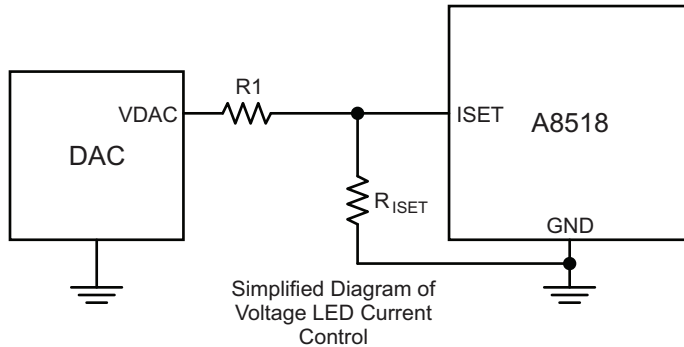 R1
VDAC
ISET
DAC
A8518
RISET
GND
Simplified Diagram of
Voltage LED Current
Control